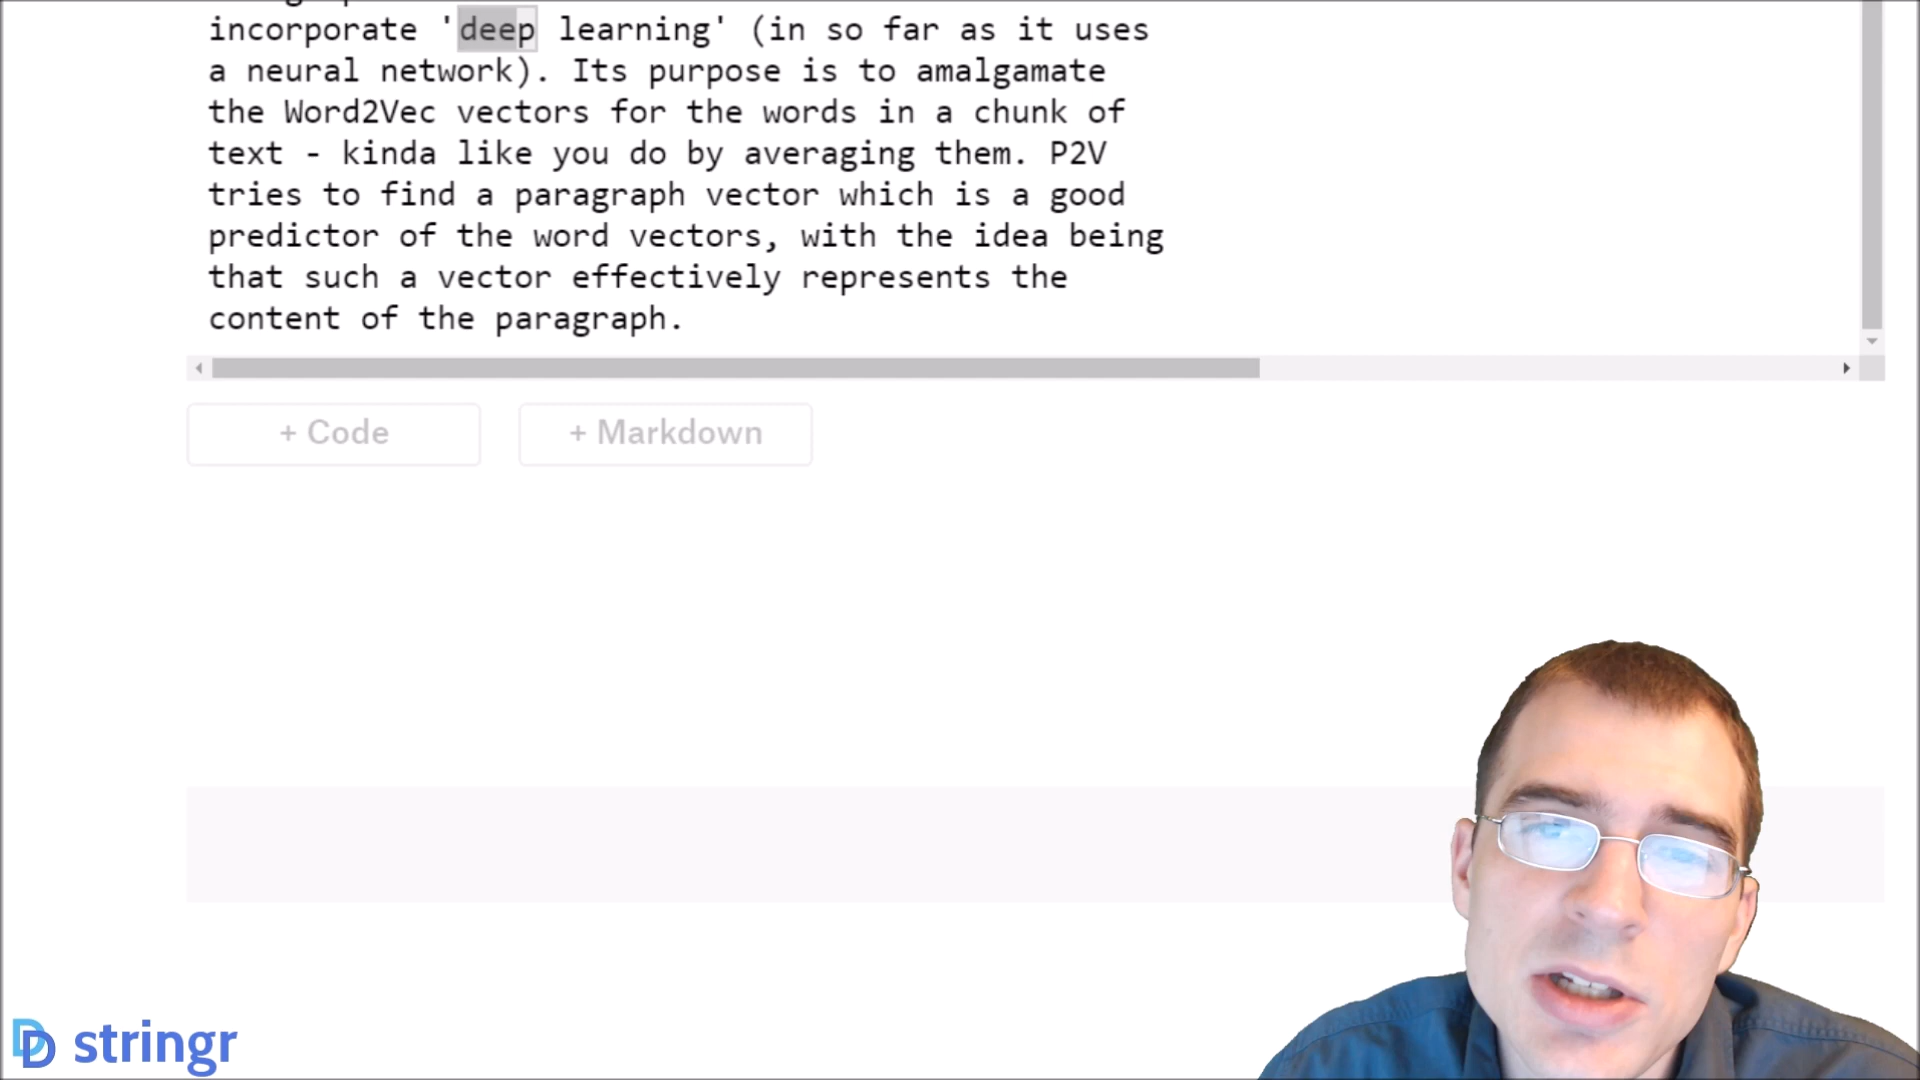 incorporate 'deep learning' (in so far as it uses
a neural network). Its purpose is to amalgamate
the Word2Vec vectors for the words in a chunk of
text - kinda like you do by averaging them. P2V
tries to find a paragraph vector which is a good
predictor of the word vectors, with the idea being
that such a vector effectively represents the
content of the paragraph.
+ Code
+ Markdown
stringr